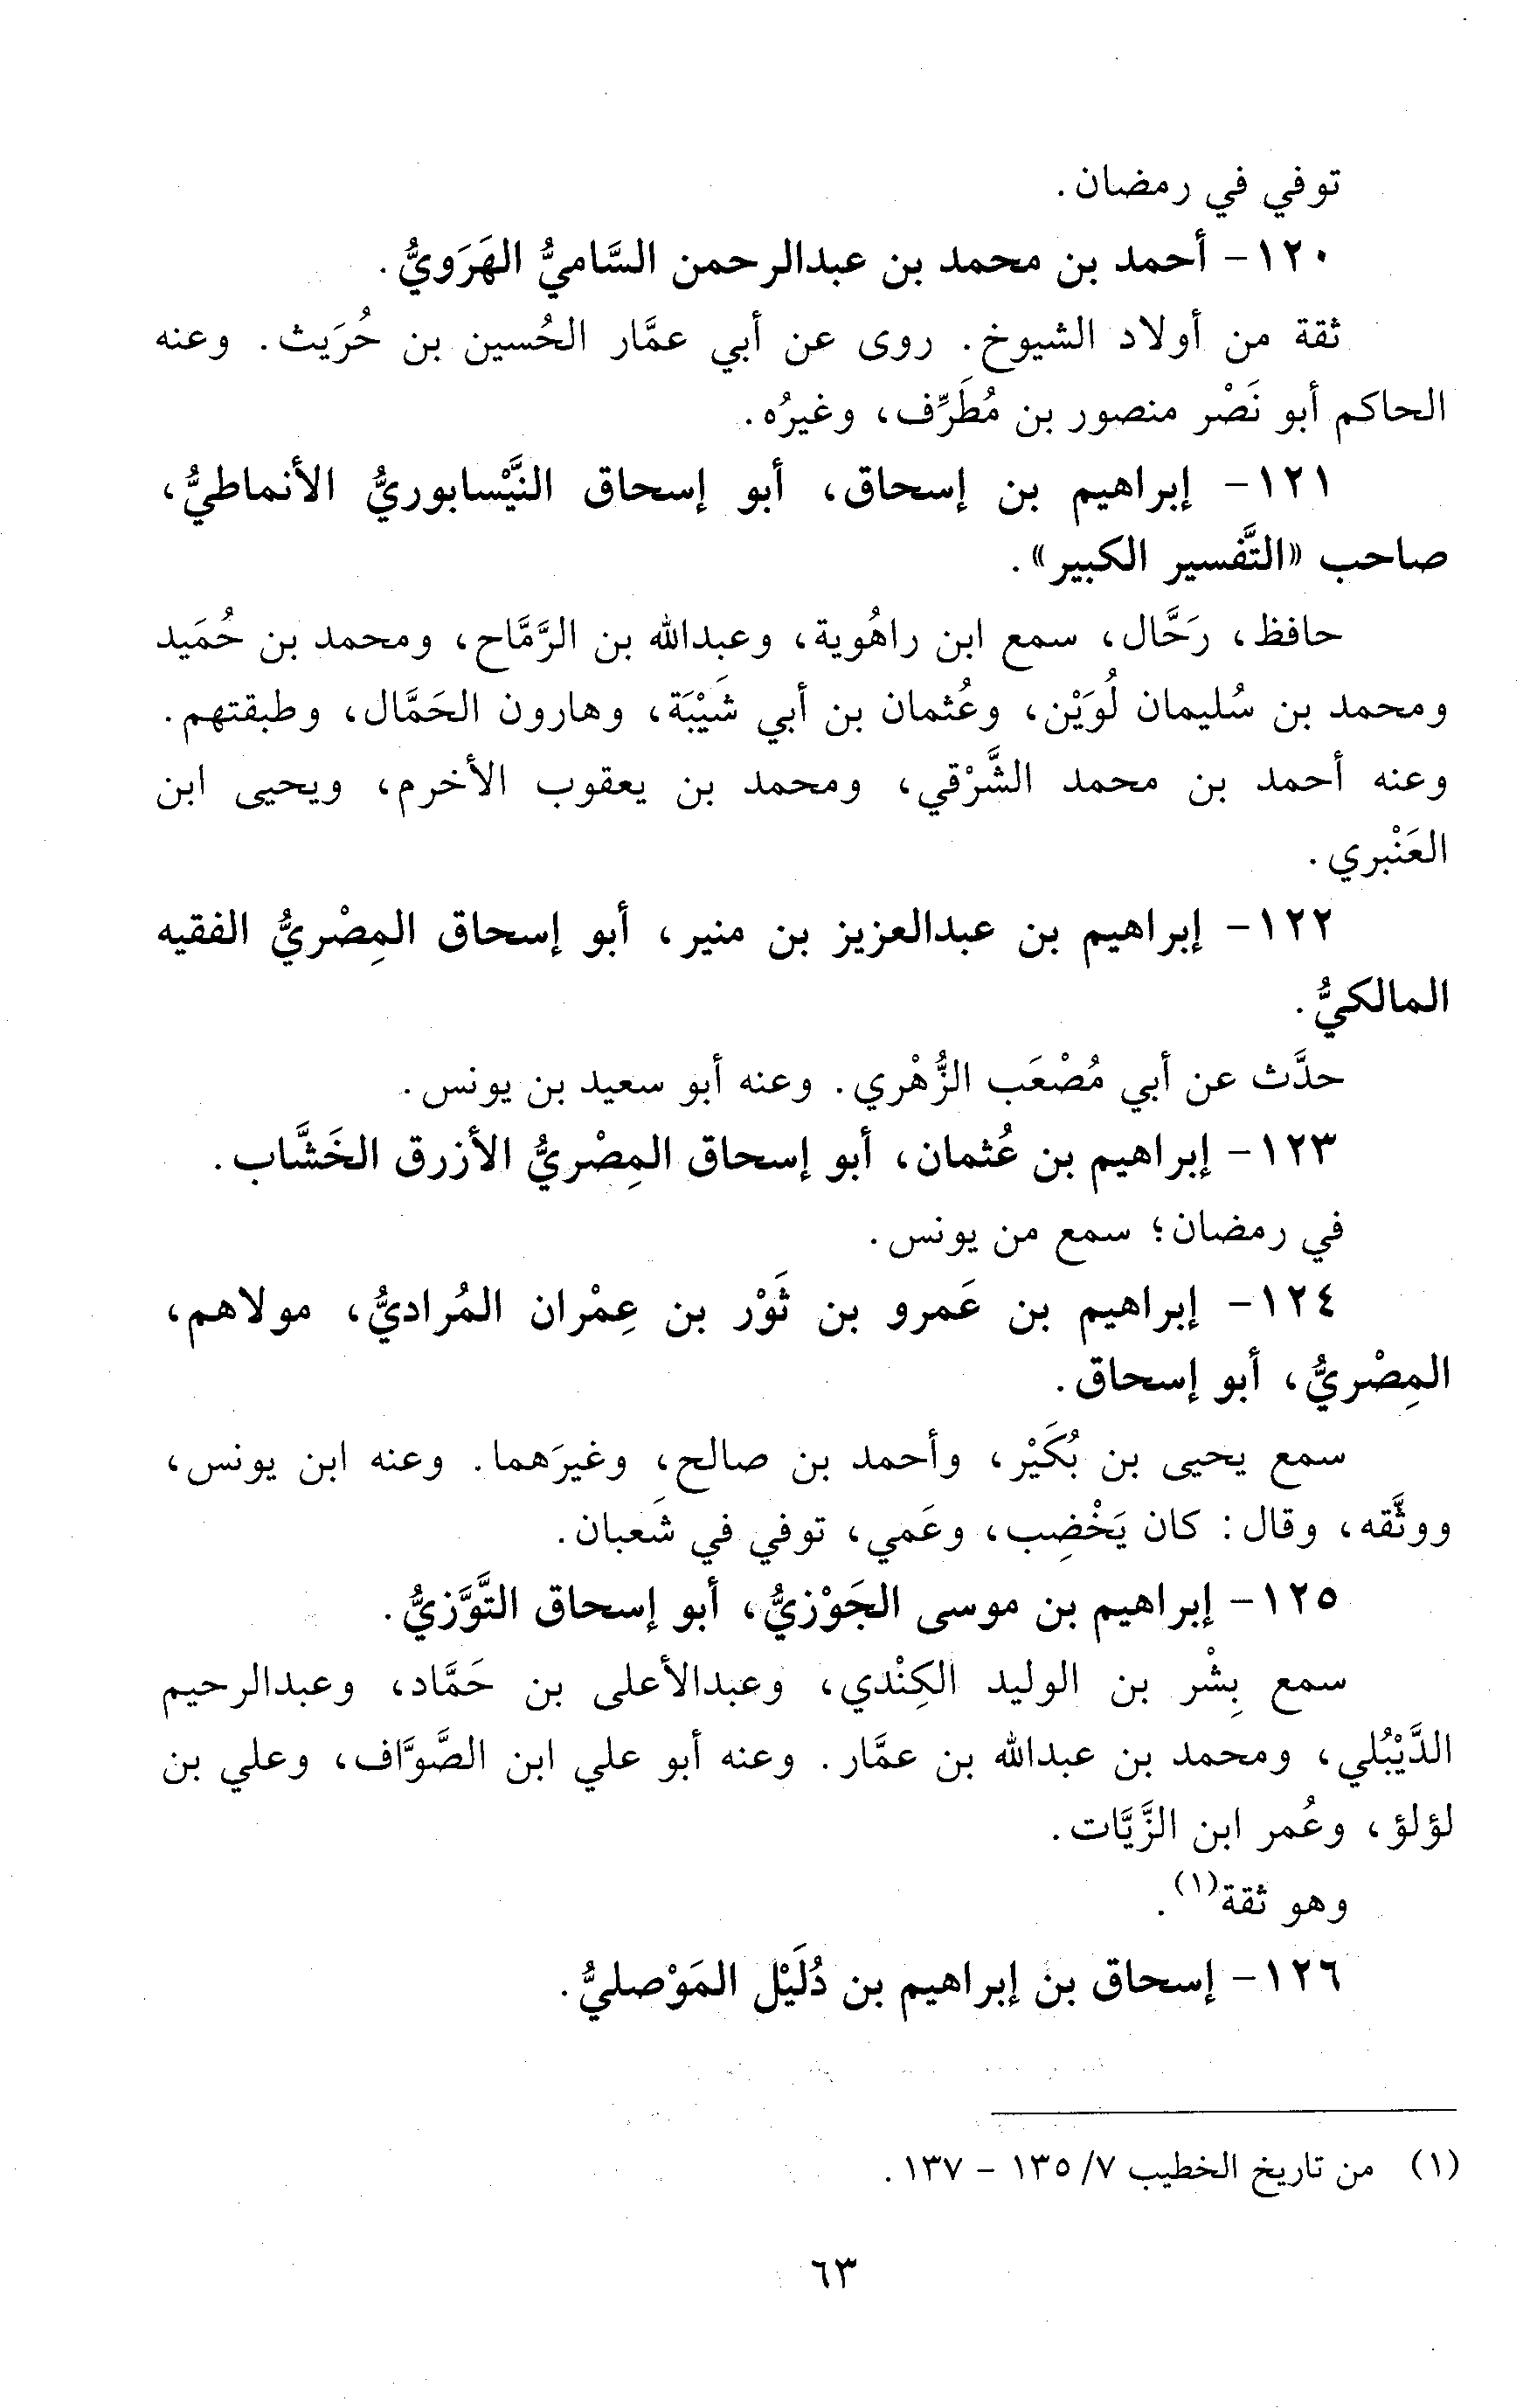 توفي في رمضان.
١٢٠- أحمد بن محمد بن عبدالرحمن السَّاميُّ الهَرَويُّ.
ثقة من أولاد الشيوخ. روى عن أبي عمَّار الحُسين بن حُرَيث. وعنه
الحاكم أبو نَصْر منصور بن مُطَرِّف، وغيرُه.
١٢١- إبراهيم بن إسحاق، أبو إسحاق النَّيْسابوريُّ الأنماطيُّ،
صاحب «التَّفسير الكبير».
حافظ، رَحَّال، سمع ابن راهُوية، وعبدالله بن الرَّمَّاح، ومحمد بن حُمَيد
ومحمد بن سُليمان لُوَيْن، وعُثمان بن أبي شَيْبَة، وهارون الحَمَّال، وطبقتهم.
وعنه أحمد بن محمد الشَّرْقي، ومحمد بن يعقوب الأخرم، ويحيى ابن
العَنْبري.
١٢٢- إبراهيم بن عبدالعزيز بن منير، أبو إسحاق المِصْريُّ الفقيه
المالكيُّ.
حدَّث عن أبي مُصْعَب الزُّهْري. وعنه أبو سعيد بن يونس.
١٢٣- إبراهيم بن عُثمان، أبو إسحاق المِصْريُّ الأزرق الخَشَّاب.
في رمضان؛ سمع من يونس.
١٢٤- إبراهيم بن عَمرو بن ثَوْر بن عِمْران المُراديُّ، مولاهم،
المِصْريُّ، أبو إسحاق.
سمع يحيى بن بُكَيْر، وأحمد بن صالح، وغيرَهما. وعنه ابن يونس،
ووثَّقه، وقال: كان يَخْضِب، وعَمي، توفي في شَعبان.
١٢٥- إبراهيم بن موسى الجَوْزيُّ، أبو إسحاق التَّوَّزيُّ.
سمع بِشْر بن الوليد الكِنْدي، وعبدالأعلى بن حَمَّاد، وعبدالرحيم
الدَّيْبُلي، ومحمد بن عبدالله بن عمَّار. وعنه أبو علي ابن الصَّوَّاف، وعلي بن
لؤلؤ، وعُمر ابن الزَّيَّات.
وهو ثقة(١).
١٢٦- إسحاق بن إبراهيم بن دُلَيْل المَوْصليُّ.
(١) من تاريخ الخطيب ٧/ ١٣٥ - ١٣٧.
٦٣